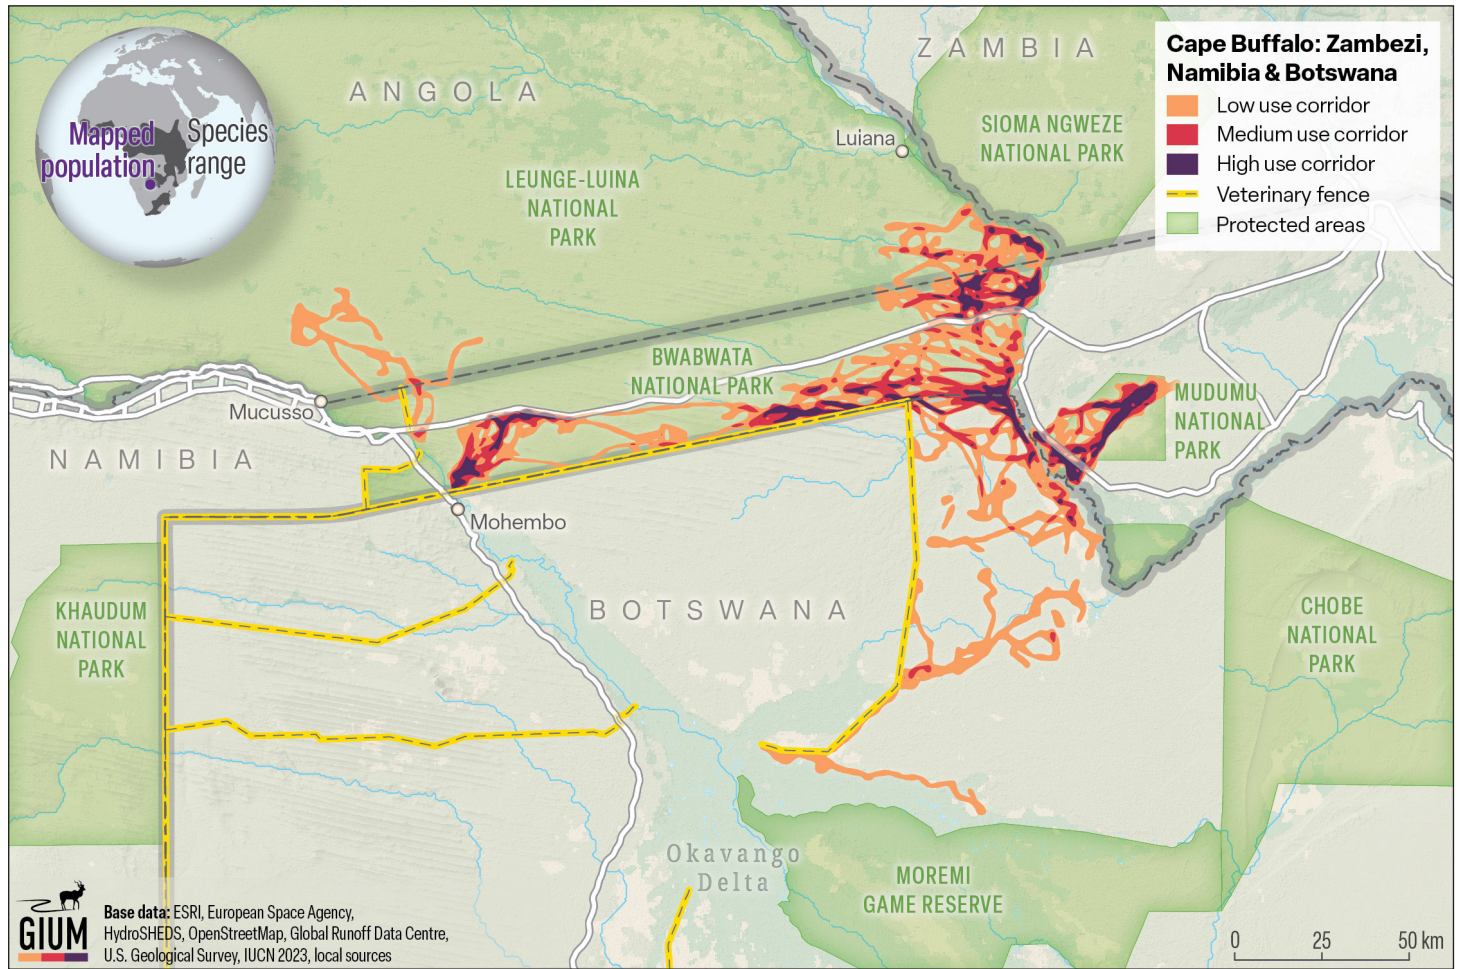 Cape Buffalo: Zambezi,
Namibia & Botswana
Low use corridor
Medium use corridor
High use corridor
Veterinary fence
Protected areas
Mapped
population
Species
range
ANGOLA
ZAMBIA
Luiana
SIOMA NGWEZE
NATIONAL PARK
LEUNGE-LUINA
NATIONAL
PARK
BWABWATA
NATIONAL PARK
Mucusso
MUDUMU
NATIONAL
PARK
NAMIBIA
Mohembo
KHAUDUM
NATIONAL
PARK
BOTSWANA
CHOBE
NATIONAL
PARK
Okavango
Delta
MOREMI
GAME RESERVE
GIUM
Base data: ESRI, European Space Agency,
HydroSHEDS, OpenStreetMap, Global Runoff Data Centre,
U.S. Geological Survey, IUCN 2023, local sources
0 25 50 km